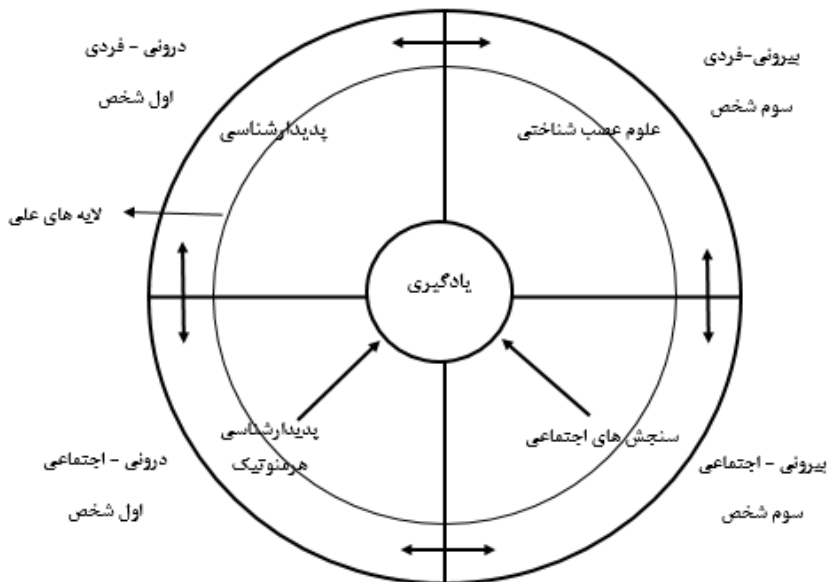 بیرونی-فردی
سوم شخص
درونی - فردی
اول شخص
علوم عصب شناختی
پدیدارشناسی
لایه های علی
یادگیری
سنجش های اجتماعی
پدیدارشناسی
هرمنوتیک
بیرونی - اجتماعی
سوم شخص
درونی - اجتماعی
اول شخص